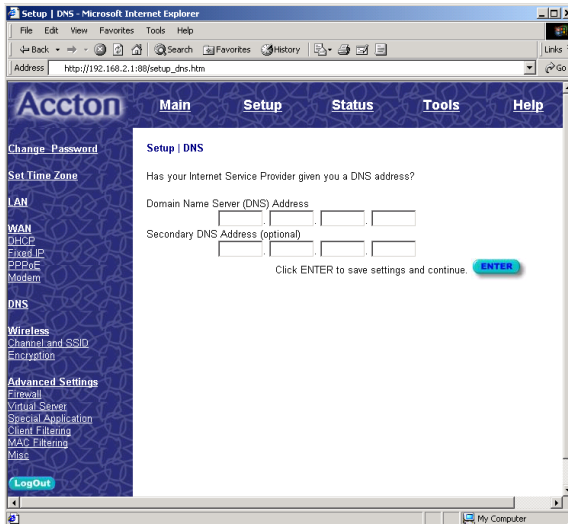 Setup | DNS - Microsoft Internet Explorer
File Edit View Favorites Tools Help
Back Search Favorites History Links
Address http://192.168.2.1:88/setup_dns.htm Go
Accton Main Setup Status Tools Help
Change Password
Set Time Zone
LAN
WAN
DHCP
Fixed IP
PPPoE
Modem
DNS
Wireless
Channel and SSID
Encryption
Advanced Settings
Firewall
Virtual Server
Special Application
Client Filtering
MAC Filtering
Misc
LogOut
Setup | DNS
Has your Internet Service Provider given you a DNS address?
Domain Name Server (DNS) Address
. . .
Secondary DNS Address (optional)
. . .
Click ENTER to save settings and continue. ENTER
My Computer